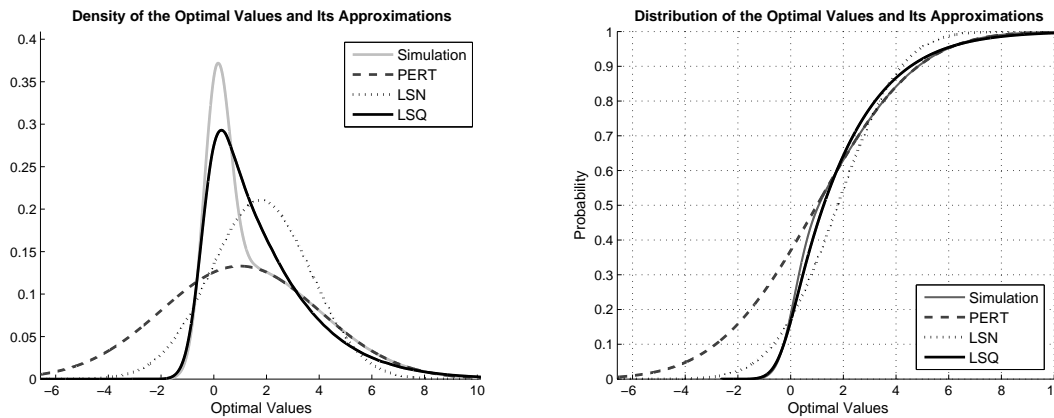 Density of the Optimal Values and Its Approximations
0.4
0.35
0.3
0.25
0.2
0.15
0.1
0.05
0
−6 −4 −2 0 2 4 6 8 10
Optimal Values
Simulation
PERT
LSN
LSQ
Distribution of the Optimal Values and Its Approximations
Probability
1
0.9
0.8
0.7
0.6
0.5
0.4
0.3
0.2
0.1
0
−6 −4 −2 0 2 4 6 8 10
Optimal Values
Simulation
PERT
LSN
LSQ